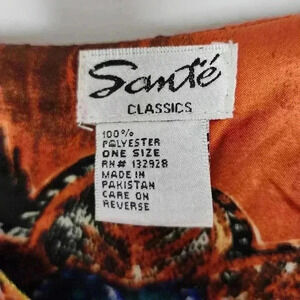 Santé
CLASSICS
100%
POLYESTER
ONE SIZE
RN# 132928
MADE IN
PAKISTAN
CARE ON
REVERSE